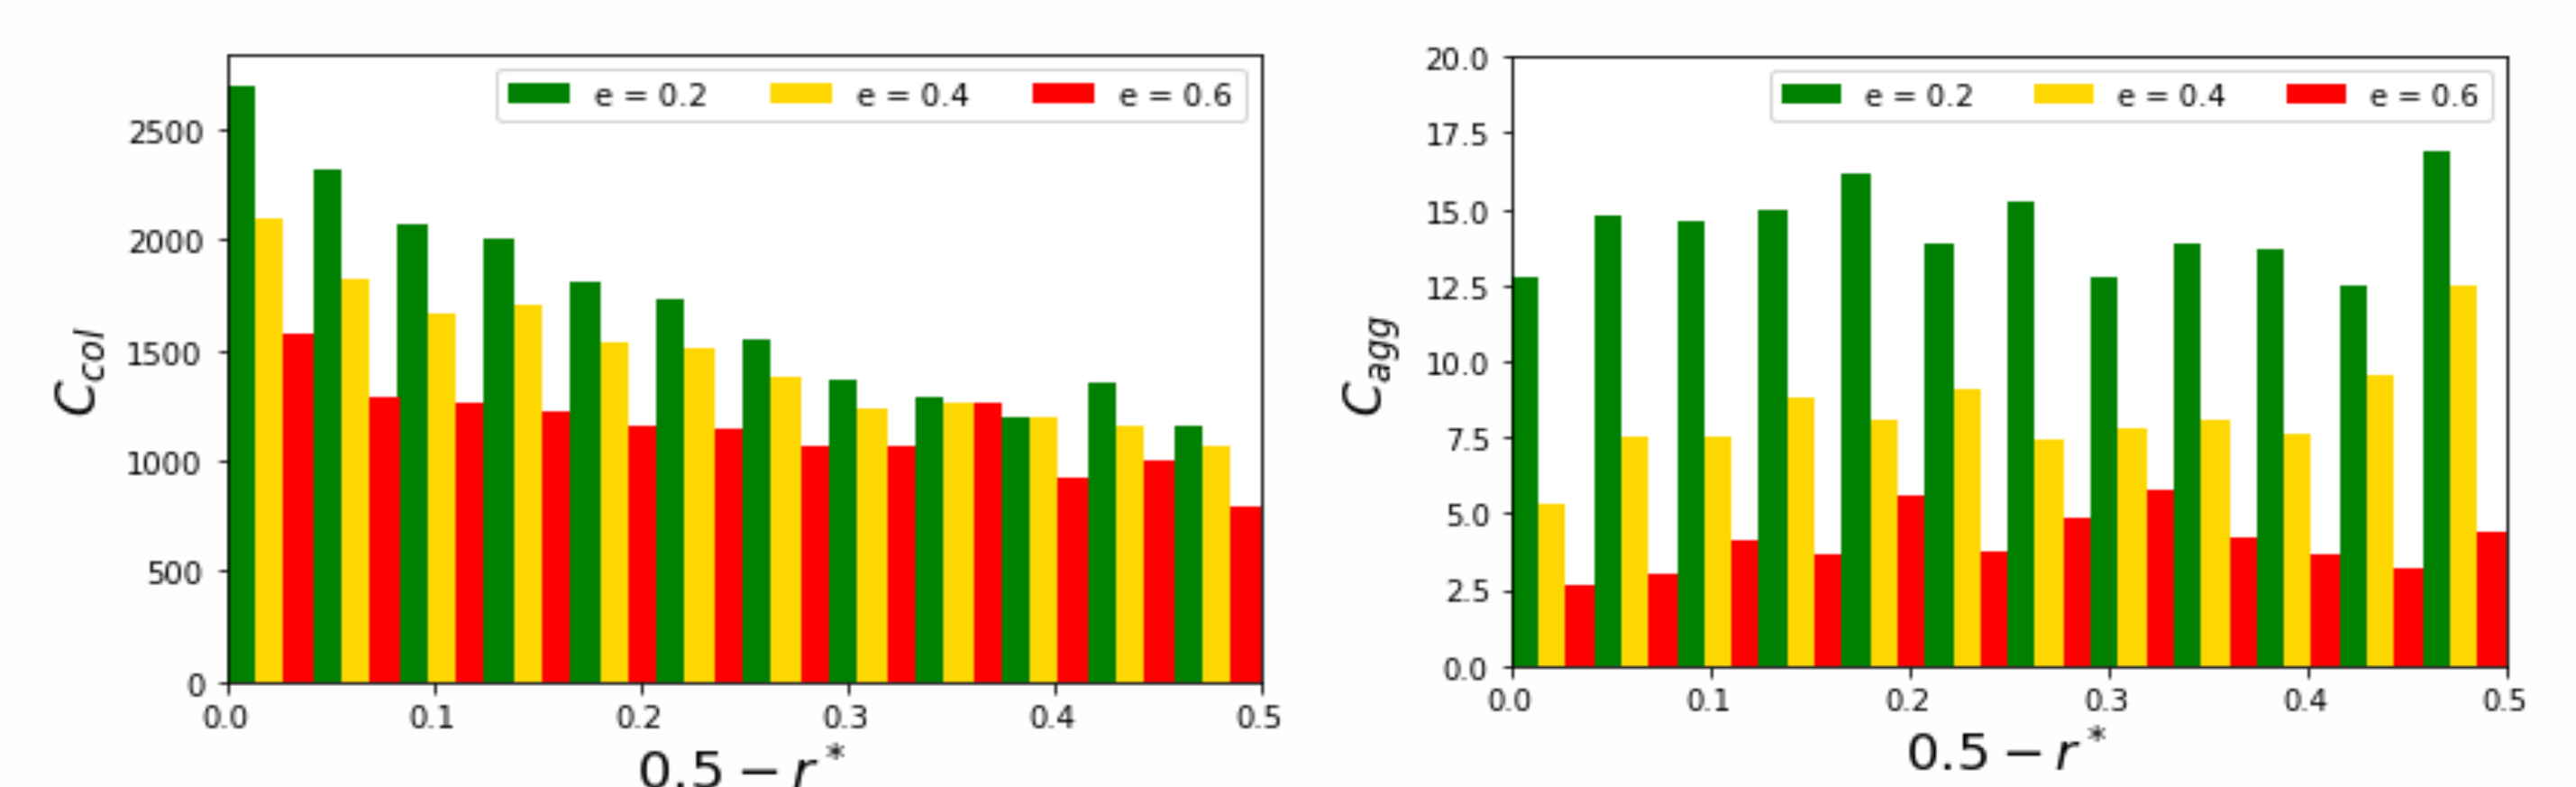 e = 0.2 e = 0.4 e = 0.6
2500
2000
1500
1000
500
0
C_col
0.0 0.1 0.2 0.3 0.4 0.5
0.5 − r*
e = 0.2 e = 0.4 e = 0.6
20.0
17.5
15.0
12.5
10.0
7.5
5.0
2.5
0.0
C_agg
0.0 0.1 0.2 0.3 0.4 0.5
0.5 − r*